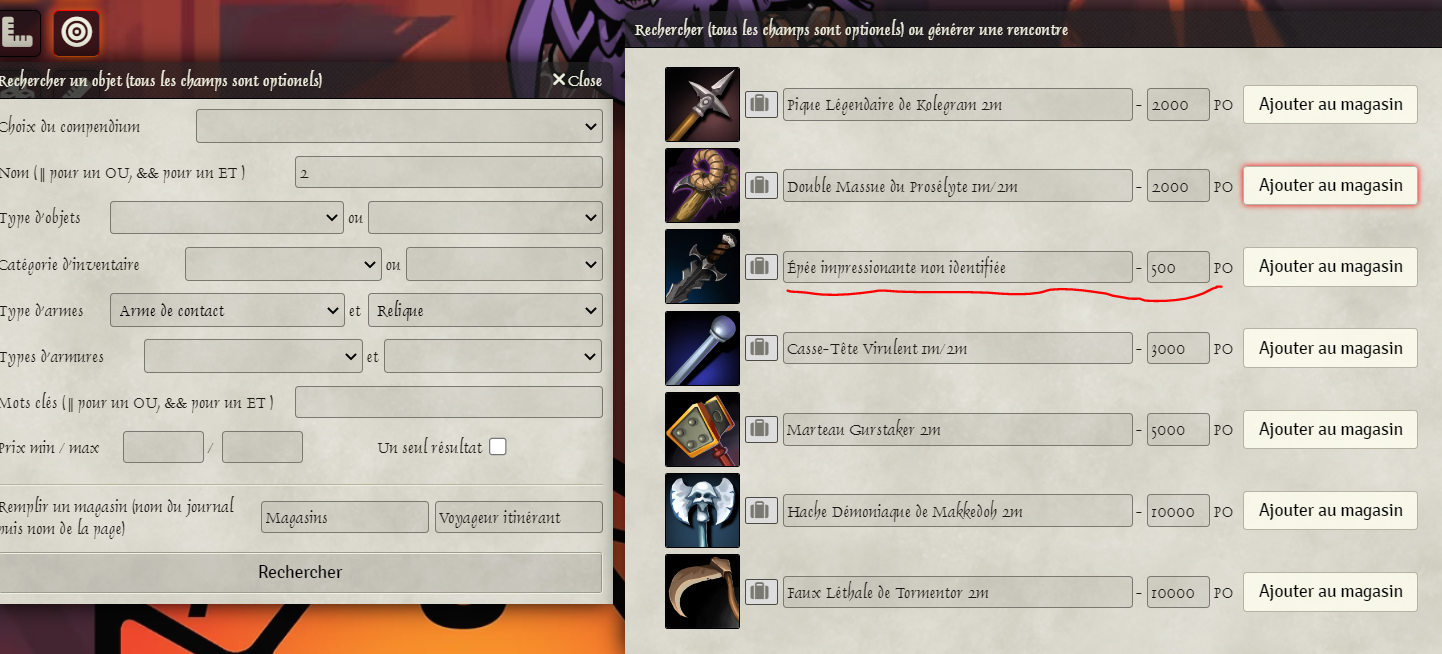 Rechercher un objet (tous les champs sont optionels)
Close
Choix du compendium
Nom ( || pour un OU, && pour un ET )
2
Type d'objets
ou
Catégorie d'inventaire
ou
Type d'armes
Arme de contact
et
Relique
Types d'armures
et
Mots clés ( || pour un OU, && pour un ET )
Prix min / max
/
Un seul résultat
Remplir un magasin (nom du journal
puis nom de la page)
Magasins
Voyageur itinérant
Rechercher
Rechercher (tous les champs sont optionels) ou générer une rencontre
Pique Légendaire de Kolegram 2m - 2000 PO Ajouter au magasin
Double Massue du Prosélyte 1m/2m - 2000 PO Ajouter au magasin
Épée impressionante non identifiée - 500 PO Ajouter au magasin
Casse-Tête Virulent 1m/2m - 3000 PO Ajouter au magasin
Marteau Gurstaker 2m - 5000 PO Ajouter au magasin
Hache Démoniaque de Makkedoh 2m - 10000 PO Ajouter au magasin
Faux Léthale de Tormentor 2m - 10000 PO Ajouter au magasin